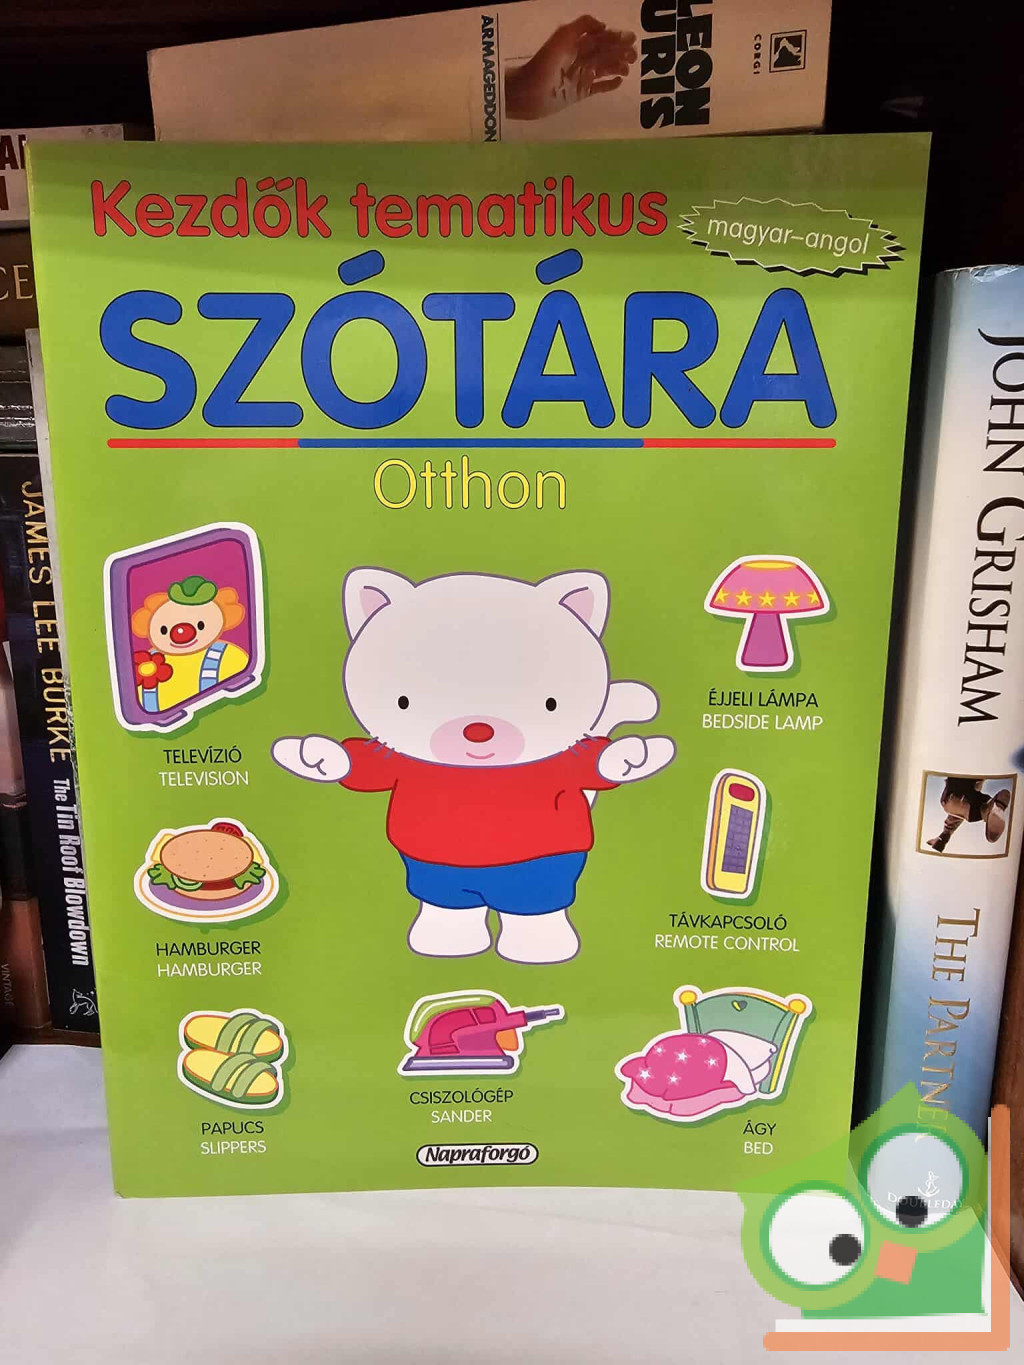 LEON
URIS
ARMAGEDDON
CORGI
Kezdők tematikus
magyar–angol
SZÓTÁRA
Otthon
TELEVÍZIÓ
TELEVISION
ÉJJELI LÁMPA
BEDSIDE LAMP
HAMBURGER
HAMBURGER
TÁVKAPCSOLÓ
REMOTE CONTROL
PAPUCS
SLIPPERS
CSISZOLÓGÉP
SANDER
ÁGY
BED
Napraforgó
JAMES LEE BURKE
The Tin Roof Blowdown
VINTAGE
JOHN GRISHAM
THE PARTNER
DOUBLEDAY